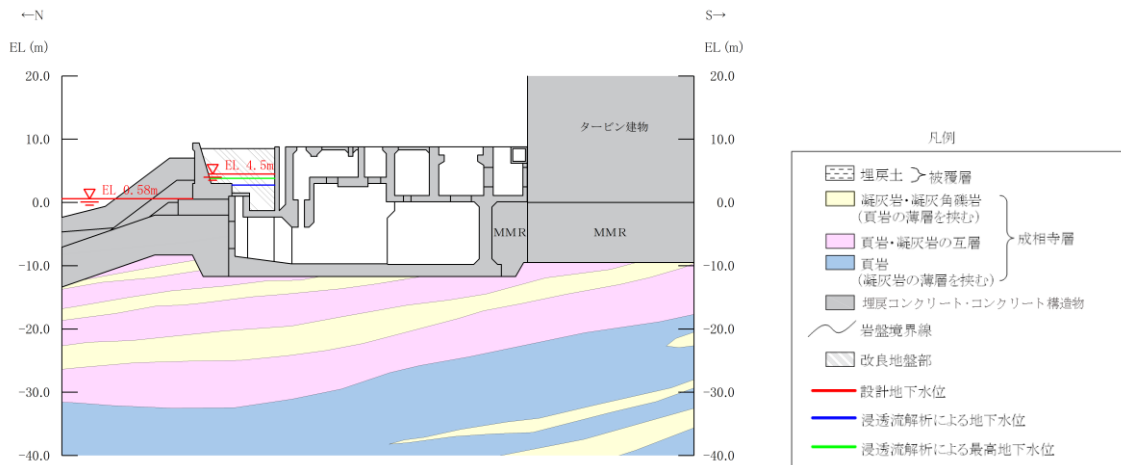 ←N
S→
EL (m)
EL (m)
20.0
20.0
10.0
10.0
0.0
0.0
-10.0
-10.0
-20.0
-20.0
-30.0
-30.0
-40.0
-40.0
タービン建物
EL 4.5m
EL 0.58m
MMR
MMR
凡例
埋戻土
被覆層
凝灰岩・凝灰角礫岩
(頁岩の薄層を挟む)
頁岩・凝灰岩の互層
成相寺層
頁岩
(凝灰岩の薄層を挟む)
埋戻コンクリート・コンクリート構造物
岩盤境界線
改良地盤部
設計地下水位
浸透流解析による地下水位
浸透流解析による最高地下水位